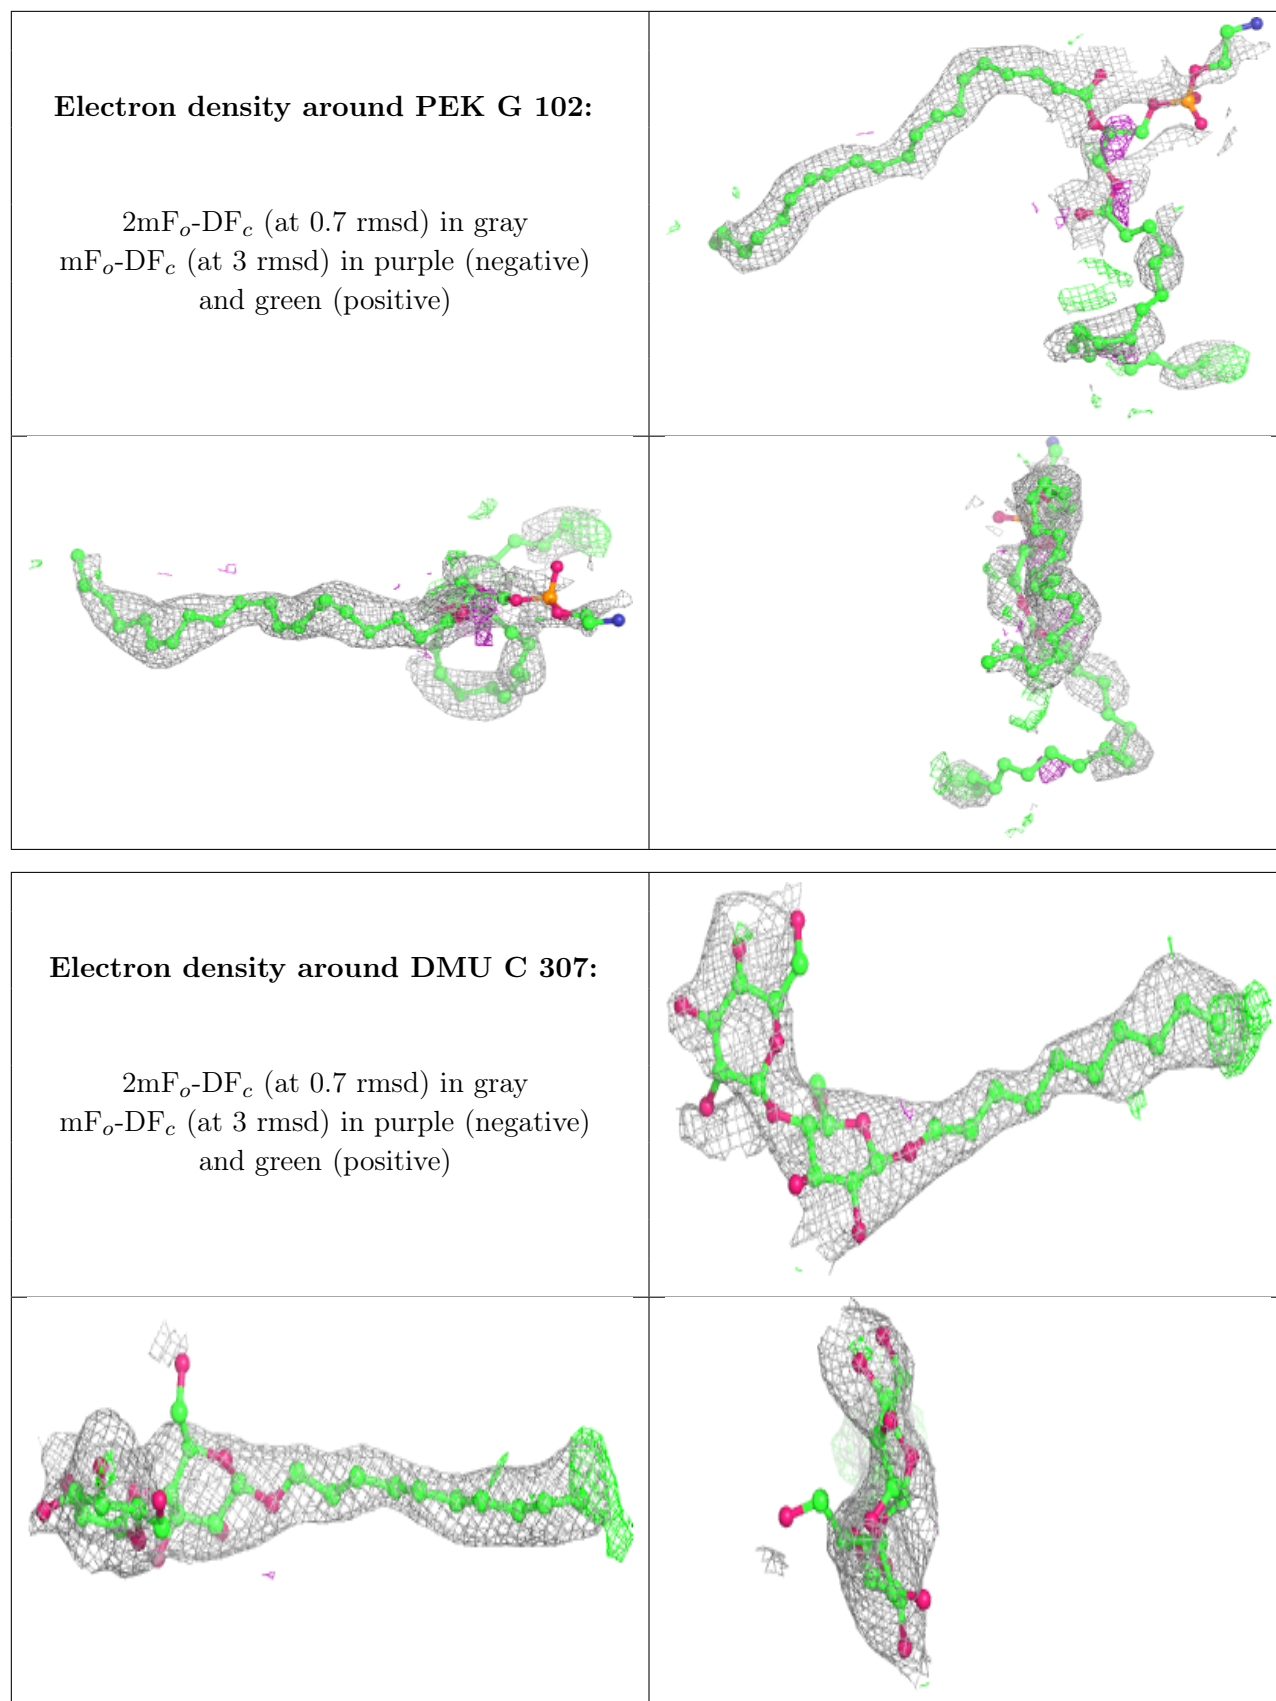 Electron density around PEK G 102:
2mFo-DFc (at 0.7 rmsd) in gray
mFo-DFc (at 3 rmsd) in purple (negative)
and green (positive)
Electron density around DMU C 307:
2mFo-DFc (at 0.7 rmsd) in gray
mFo-DFc (at 3 rmsd) in purple (negative)
and green (positive)